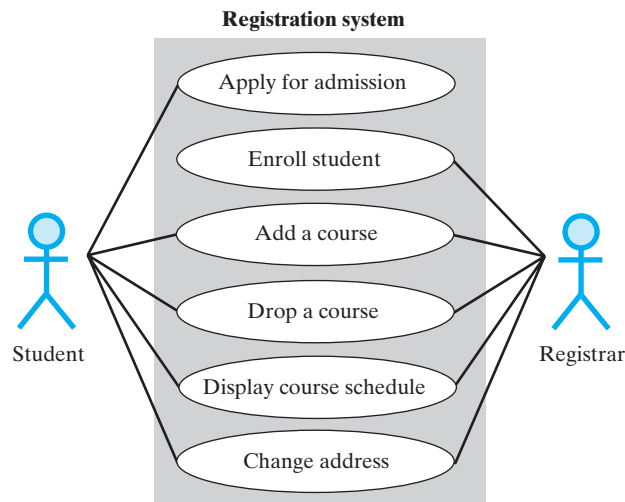 Registration system
Apply for admission
Enroll student
Add a course
Drop a course
Student
Registrar
Display course schedule
Change address